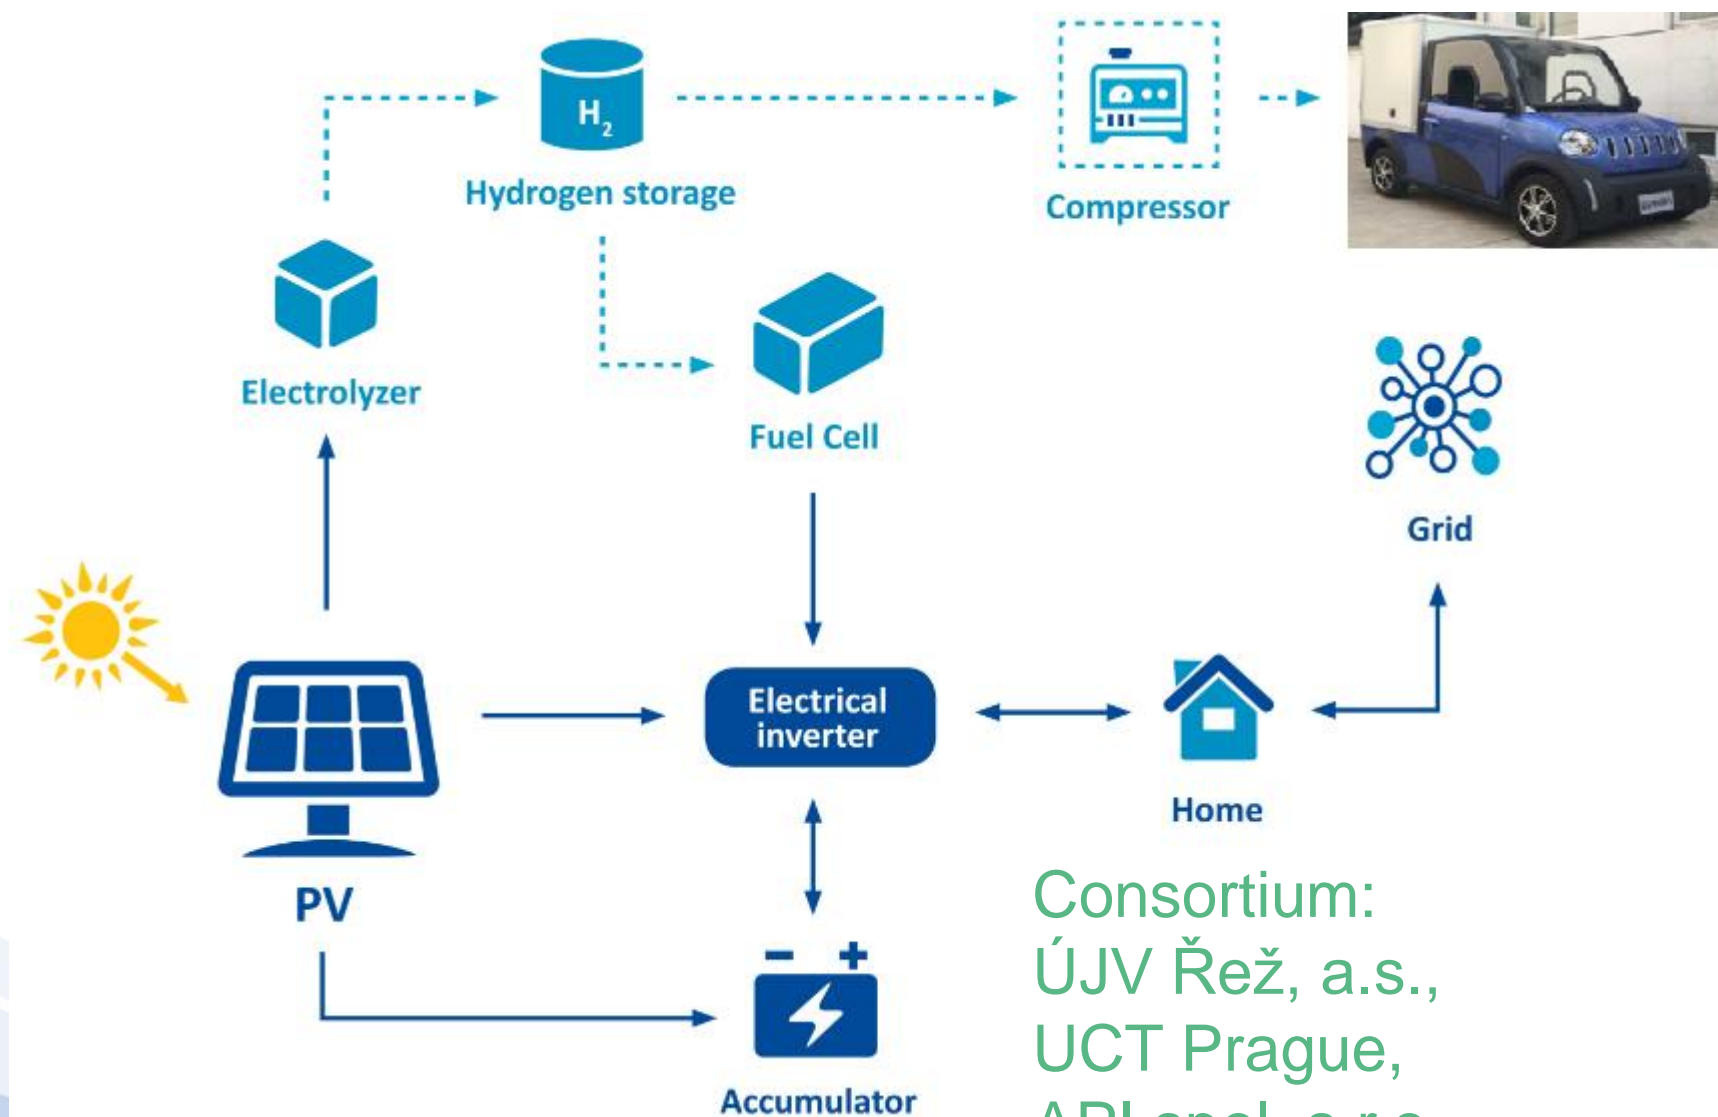 H2
Hydrogen storage
Compressor
Electrolyzer
Fuel Cell
Grid
Electrical
inverter
Home
PV
Accumulator
Consortium:
ÚJV Řež, a.s.,
UCT Prague,